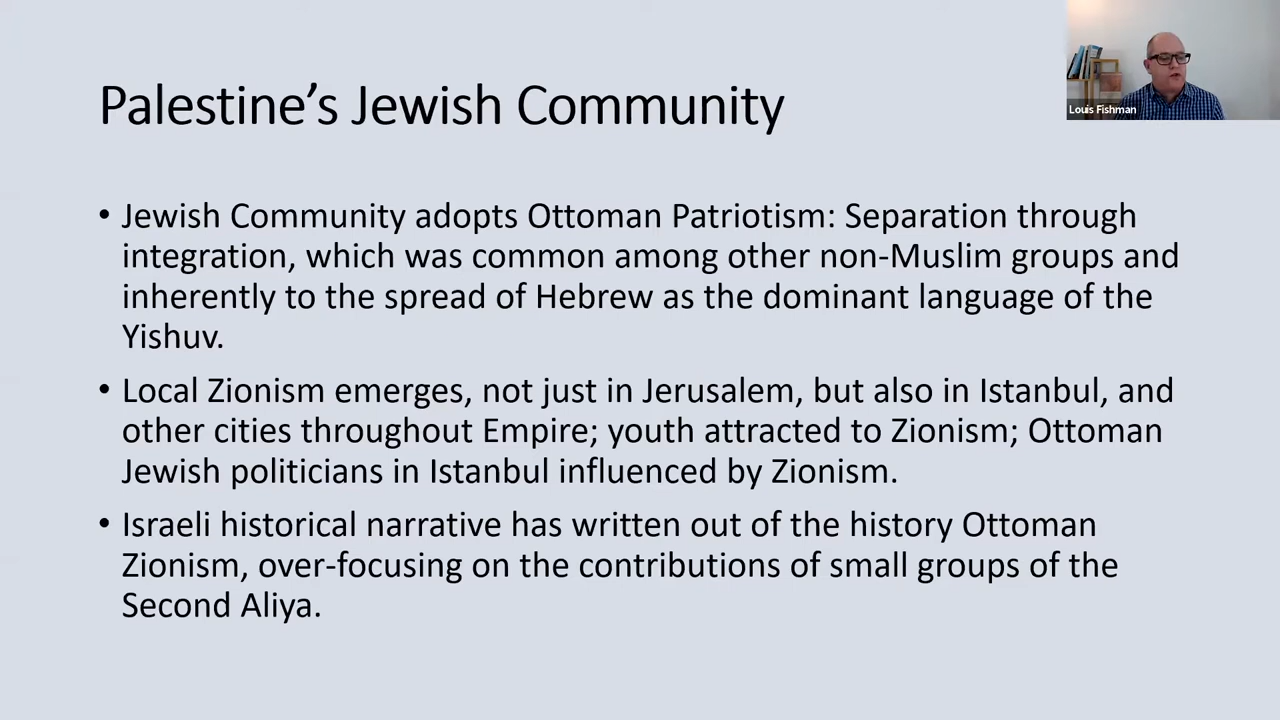 Palestine’s Jewish Community
Louis Fishman
• Jewish Community adopts Ottoman Patriotism: Separation through
integration, which was common among other non-Muslim groups and
inherently to the spread of Hebrew as the dominant language of the
Yishuv.
• Local Zionism emerges, not just in Jerusalem, but also in Istanbul, and
other cities throughout Empire; youth attracted to Zionism; Ottoman
Jewish politicians in Istanbul influenced by Zionism.
• Israeli historical narrative has written out of the history Ottoman
Zionism, over-focusing on the contributions of small groups of the
Second Aliya.